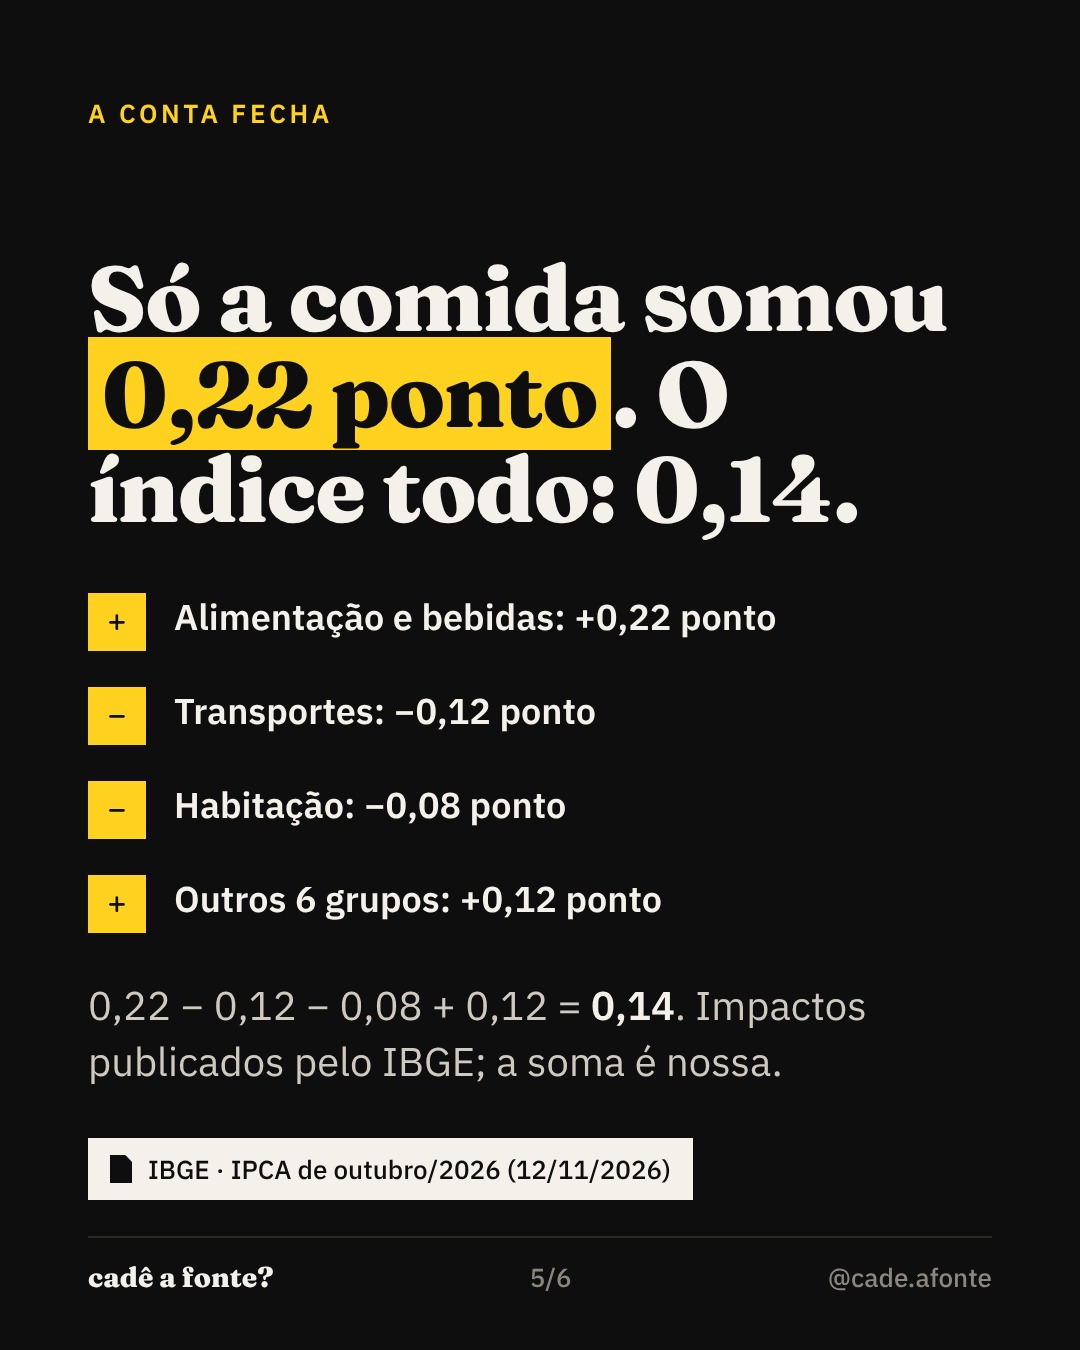 A CONTA FECHA
Só a comida somou
0,22 ponto. O
índice todo: 0,14.
+ Alimentação e bebidas: +0,22 ponto
− Transportes: −0,12 ponto
− Habitação: −0,08 ponto
+ Outros 6 grupos: +0,12 ponto
0,22 − 0,12 − 0,08 + 0,12 = 0,14. Impactos
publicados pelo IBGE; a soma é nossa.
IBGE · IPCA de outubro/2026 (12/11/2026)
cadê a fonte? 5/6 @cade.afonte